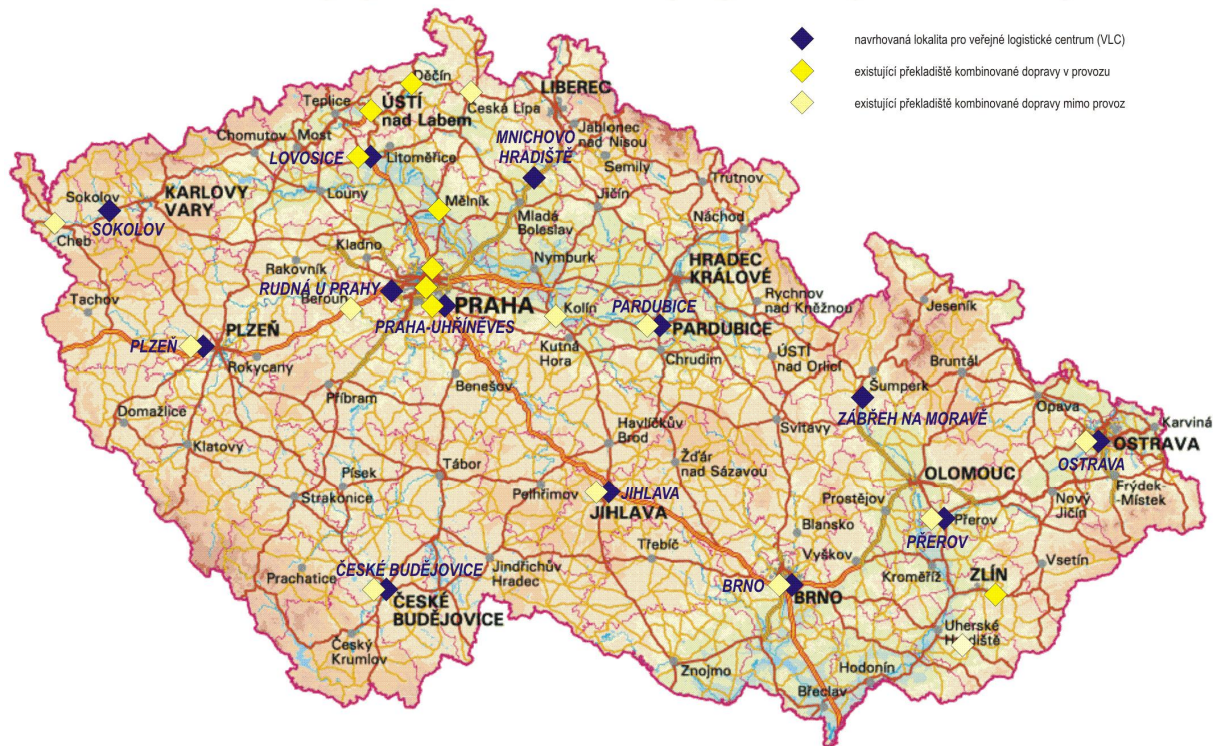 navrhovaná lokalita pro veřejné logistické centrum (VLC)
existující překladiště kombinované dopravy v provozu
existující překladiště kombinované dopravy mimo provoz
Děčín
Teplice
ÚSTÍ
nad Labem
Česká Lípa
LIBEREC
Chomutov
Most
Jablonec
nad Nisou
MNICHOVO
HRADIŠTĚ
LOVOSICE
Litoměřice
Semily
Trutnov
Sokolov
KARLOVY
VARY
Louny
Mělník
Jičín
SOKOLOV
Mladá
Boleslav
Náchod
Cheb
Kladno
Rakovník
Nymburk
HRADEC
KRÁLOVÉ
RUDNÁ U PRAHY
Beroun
Tachov
PRAHA
Kolín
PARDUBICE
Rychnov
nad Kněžnou
Jeseník
PLZEŇ
PLZEŇ
PRAHA-UHŘÍNĚVES
PARDUBICE
Kutná
Hora
Chrudim
ÚSTÍ
nad Orlicí
Rokycany
Benešov
Bruntál
Šumperk
Příbram
Opava
Domažlice
ZÁBŘEH NA MORAVĚ
Karviná
Havlíčkův
Brod
Svitavy
OSTRAVA
OSTRAVA
Klatovy
Žďár
nad Sázavou
Písek
Tábor
OLOMOUC
Frýdek-
-Místek
Strakonice
Pelhřimov
JIHLAVA
JIHLAVA
Prostějov
Nový
Jičín
Přerov
PŘEROV
Blansko
Třebíč
Vyškov
Vsetín
Prachatice
ČESKÉ BUDĚJOVICE
Jindřichův
Hradec
Kroměříž
ZLÍN
BRNO
BRNO
ČESKÉ
BUDĚJOVICE
Uherské
Hradiště
Český
Krumlov
Znojmo
Hodonín
Břeclav